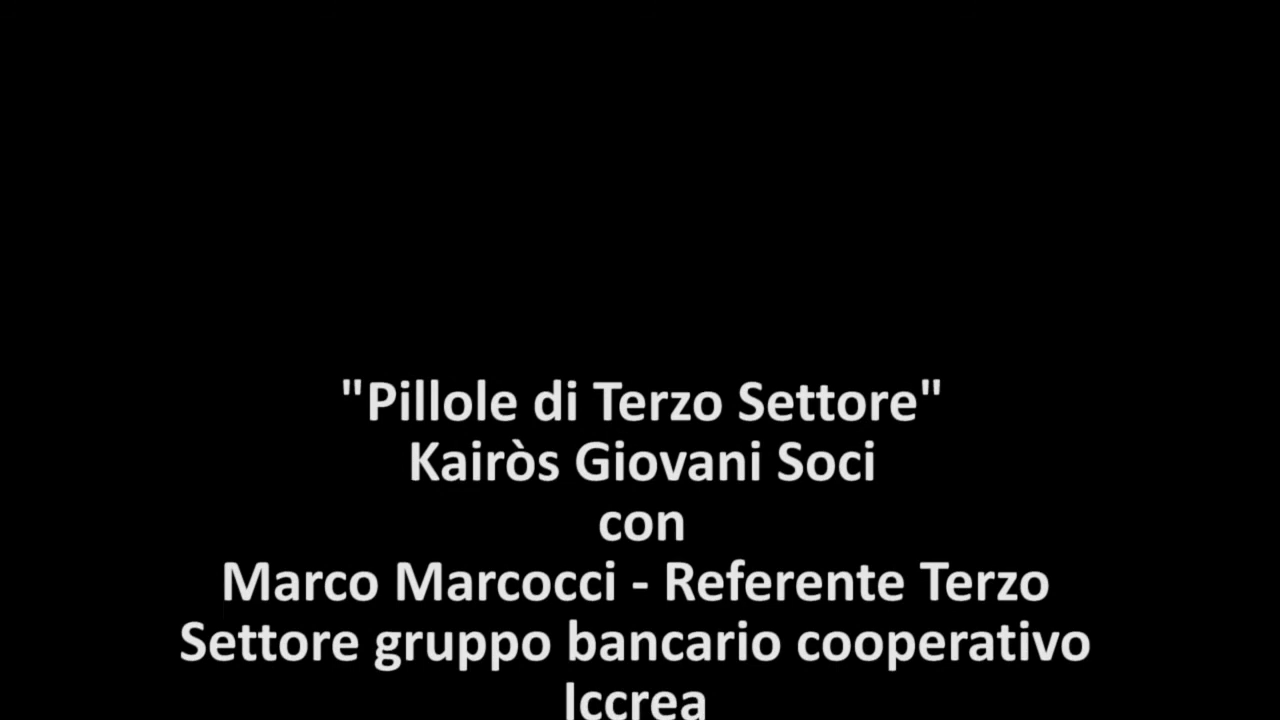 "Pillole di Terzo Settore"
Kairòs Giovani Soci
con
Marco Marcocci - Referente Terzo
Settore gruppo bancario cooperativo
Iccrea